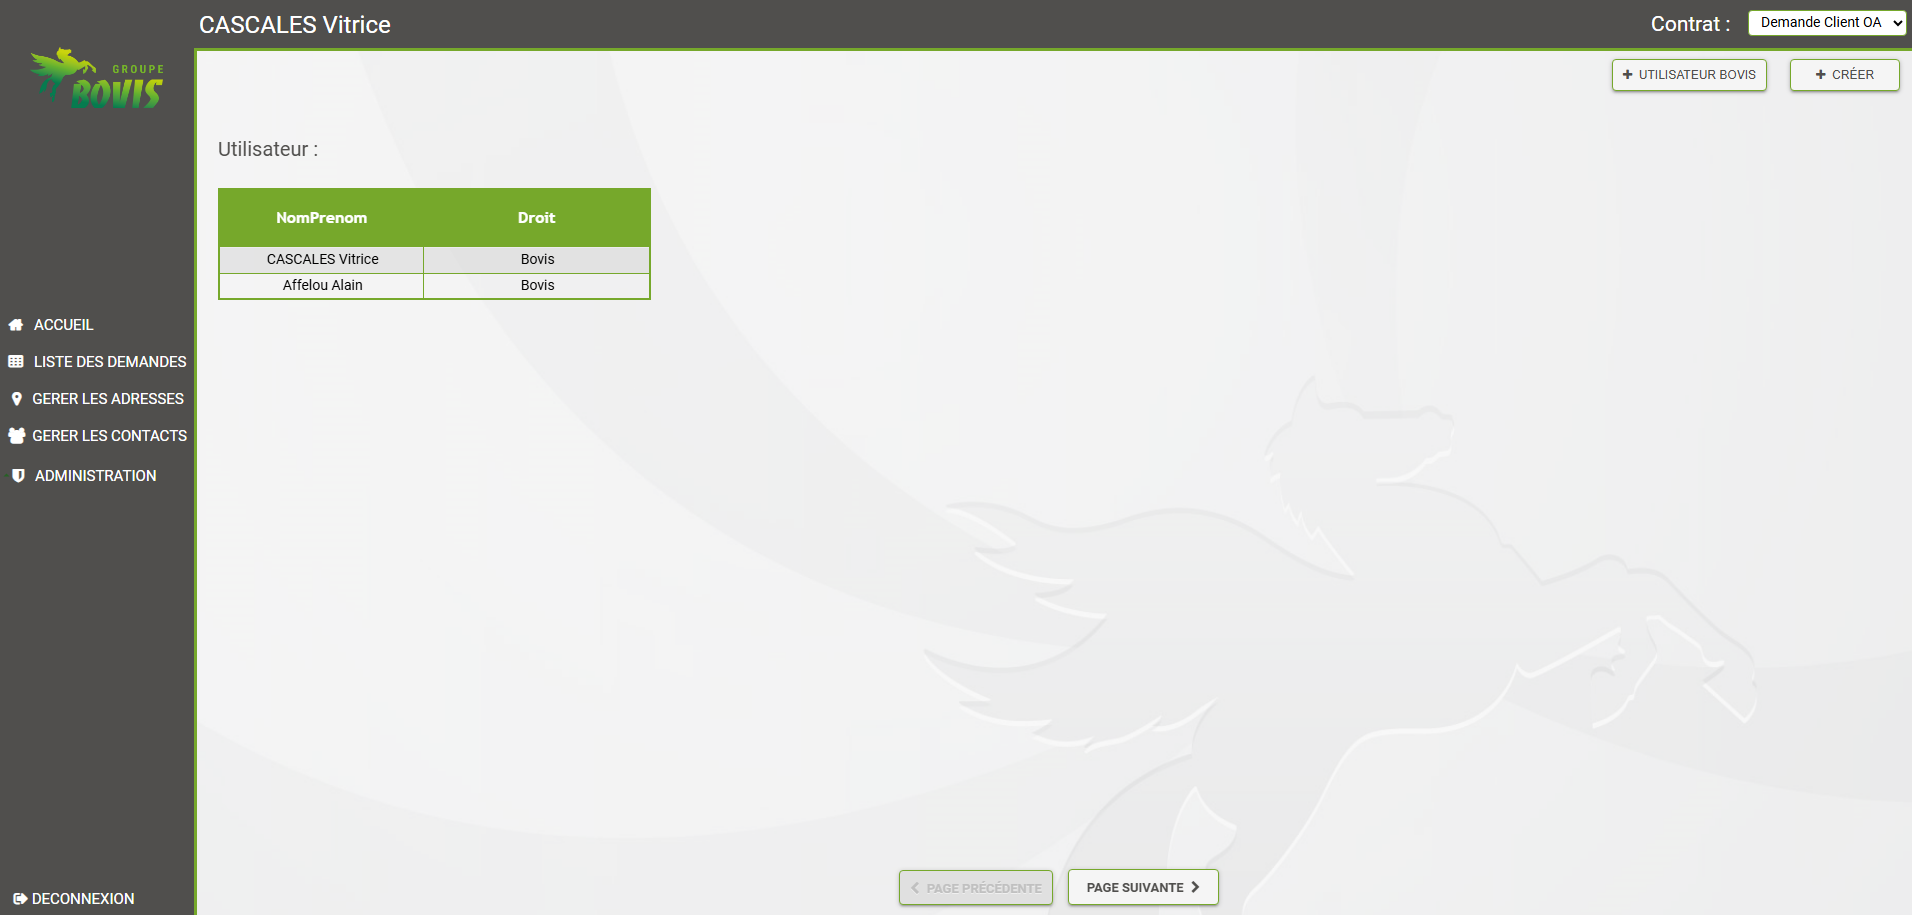 CASCALES Vitrice
Contrat :
Demande Client OA
GROUPE
BOVIS
UTILISATEUR BOVIS
CRÉER
Utilisateur :
NomPrenom Droit
CASCALES Vitrice Bovis
Affelou Alain Bovis
ACCUEIL
LISTE DES DEMANDES
GERER LES ADRESSES
GERER LES CONTACTS
ADMINISTRATION
DECONNEXION
PAGE PRÉCÉDENTE
PAGE SUIVANTE